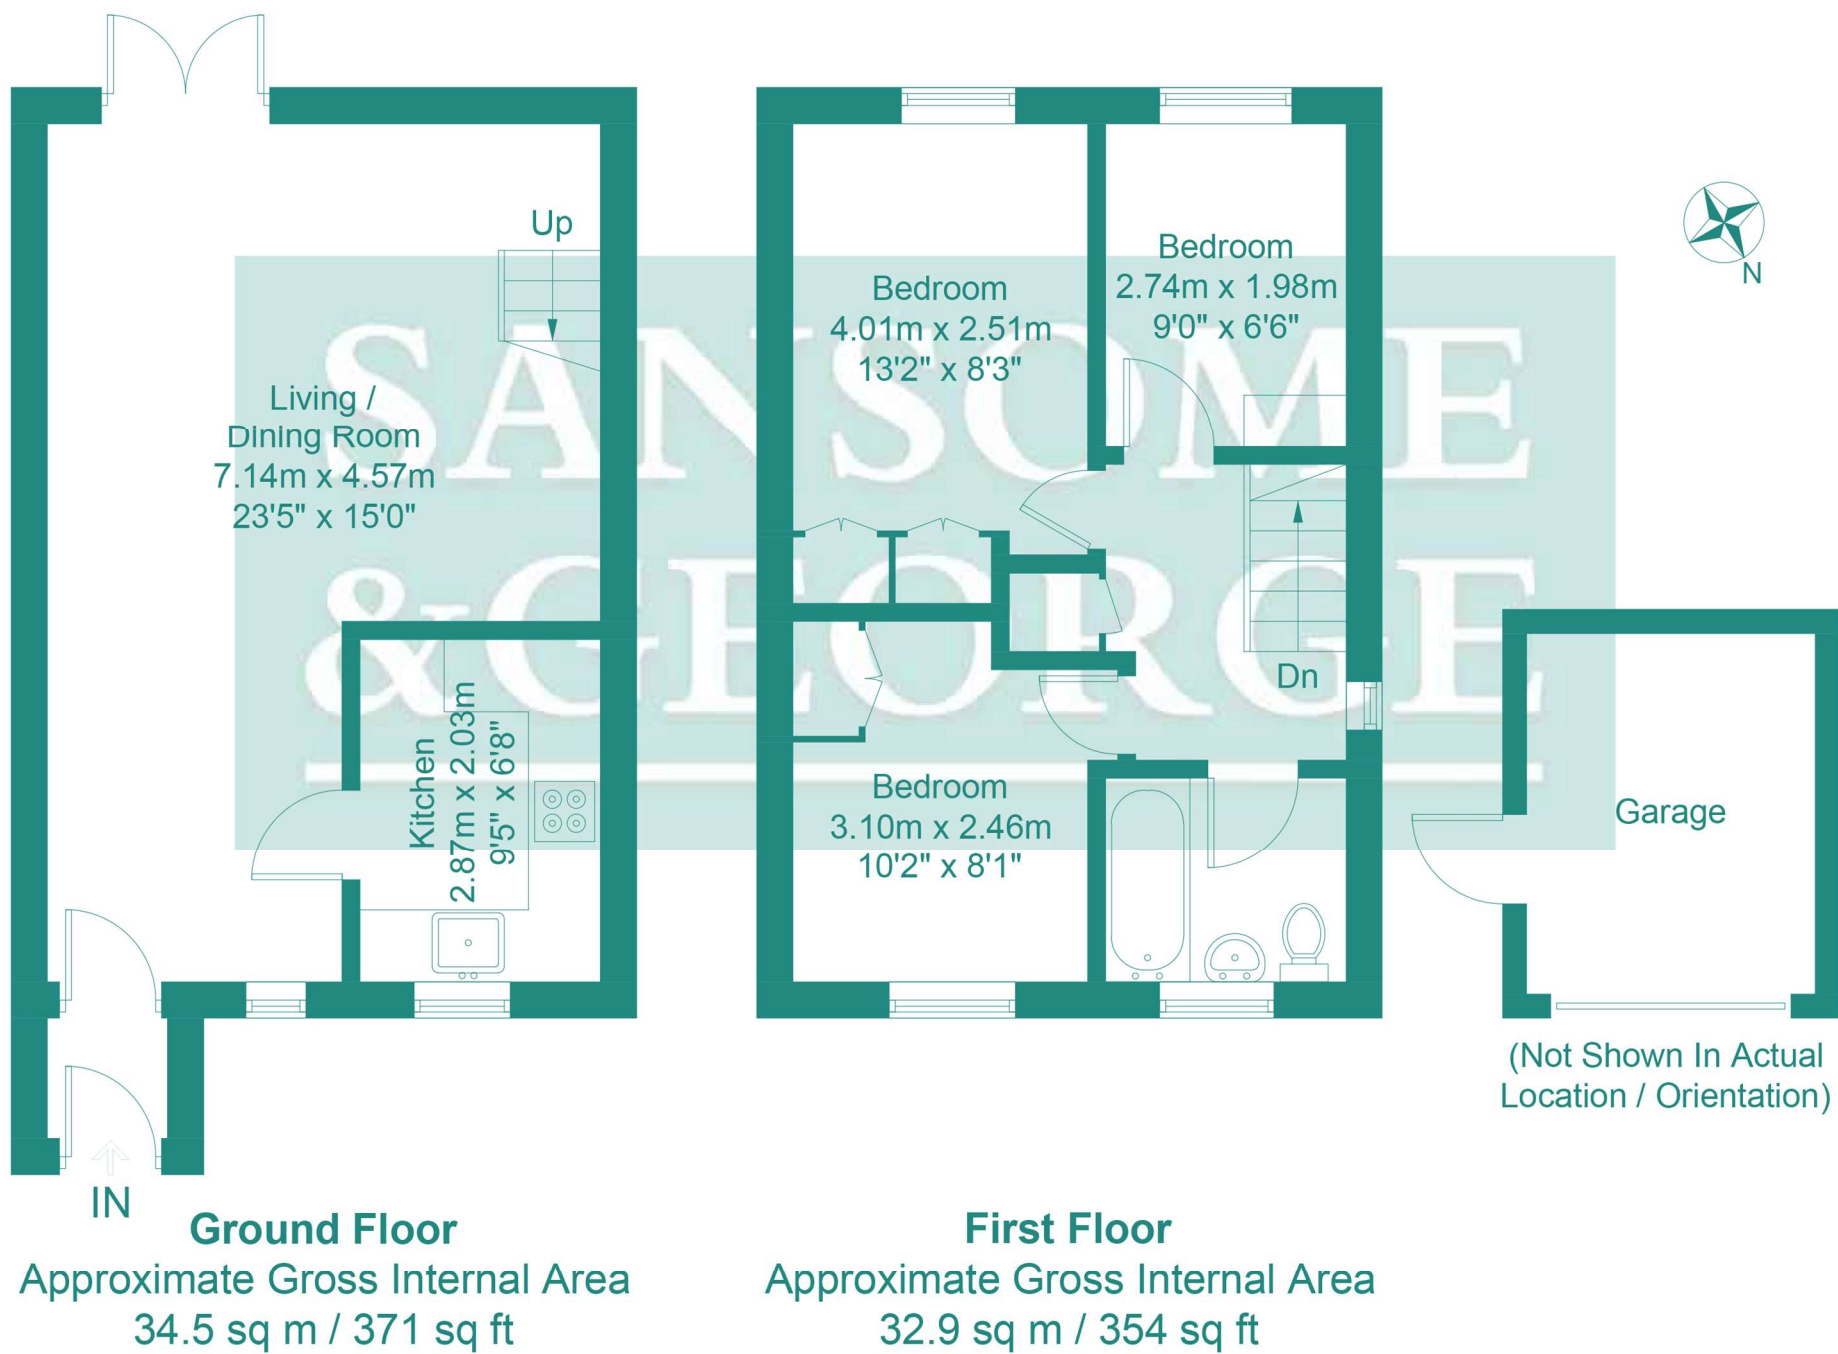 Up
Living /
Dining Room
7.14m x 4.57m
23'5" x 15'0"
Kitchen
2.87m x 2.03m
9'5" x 6'8"
IN
Ground Floor
Approximate Gross Internal Area
34.5 sq m / 371 sq ft
Bedroom
4.01m x 2.51m
13'2" x 8'3"
Bedroom
2.74m x 1.98m
9'0" x 6'6"
Dn
Bedroom
3.10m x 2.46m
10'2" x 8'1"
First Floor
Approximate Gross Internal Area
32.9 sq m / 354 sq ft
N
Garage
(Not Shown In Actual
Location / Orientation)
SANSOME
&GEORGE